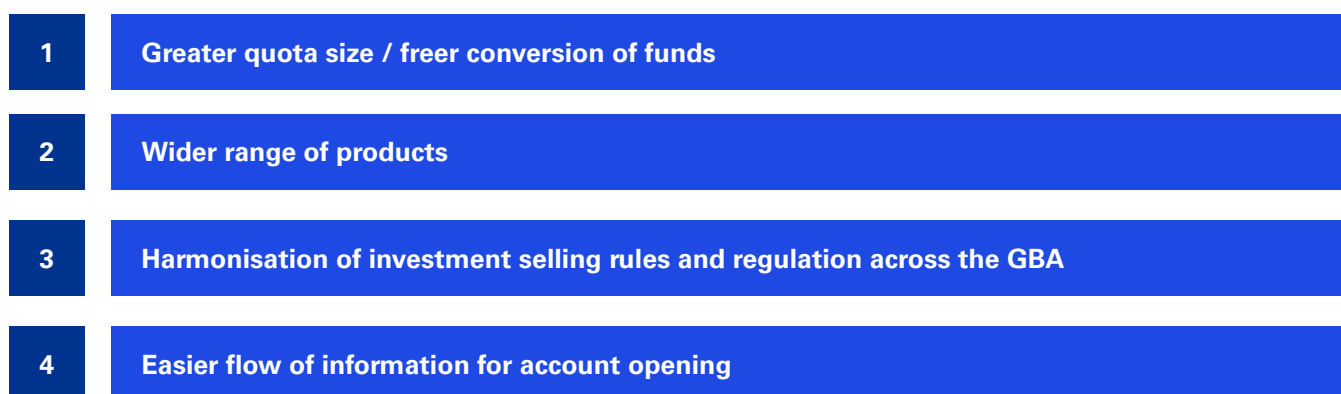 1 Greater quota size / freer conversion of funds
2 Wider range of products
3 Harmonisation of investment selling rules and regulation across the GBA
4 Easier flow of information for account opening